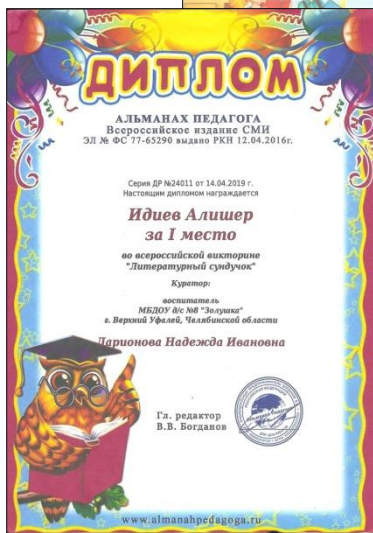 ДИПЛОМ
АЛЬМАНАХ ПЕДАГОГА
Всероссийское издание СМИ
ЭЛ № ФС 77-65290 выдано РКН 12.04.2016г.
Серия ДР №24011 от 14.04.2019 г.
Настоящим дипломом награждается
Идиев Алишер
за I место
во всероссийской викторине
"Литературный сундучок"
Куратор:
воспитатель
МБДОУ д/с №8 "Золушка"
г. Верхний Уфалей, Челябинской области
Ларионова Надежда Ивановна
Гл. редактор
В.В. Богданов
www.almanahpedagoga.ru